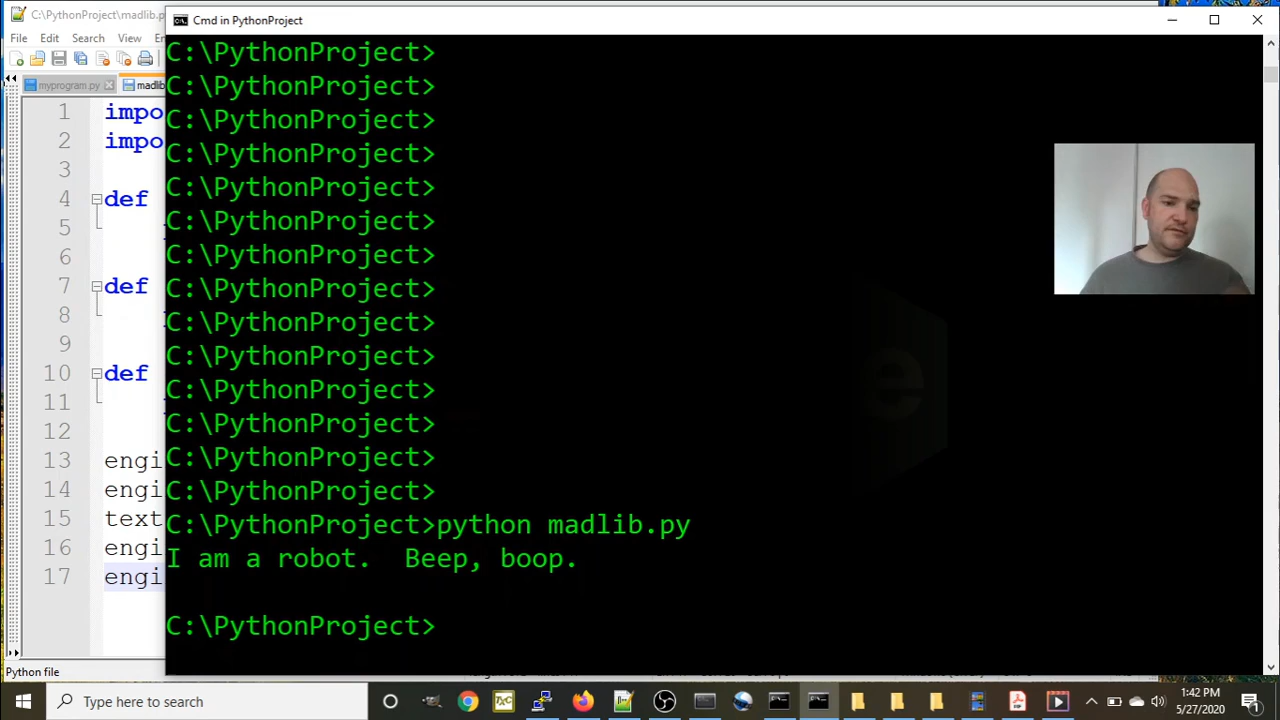 C:\PythonProject\madlib.p
Cmd in PythonProject
File Edit Search View
myprogram.py
madlib
C:\PythonProject>
C:\PythonProject>
C:\PythonProject>
C:\PythonProject>
C:\PythonProject>
C:\PythonProject>
C:\PythonProject>
C:\PythonProject>
C:\PythonProject>
C:\PythonProject>
C:\PythonProject>
C:\PythonProject>
C:\PythonProject>
C:\PythonProject>
C:\PythonProject>python madlib.py
I am a robot.  Beep, boop.
C:\PythonProject>
1 impo
2 impo
3
4 def
5
6
7 def
8
9
10 def
11
12
13 engi
14 engi
15 text
16 engi
17 engi
Python file
Type here to search
1:42 PM
5/27/2020